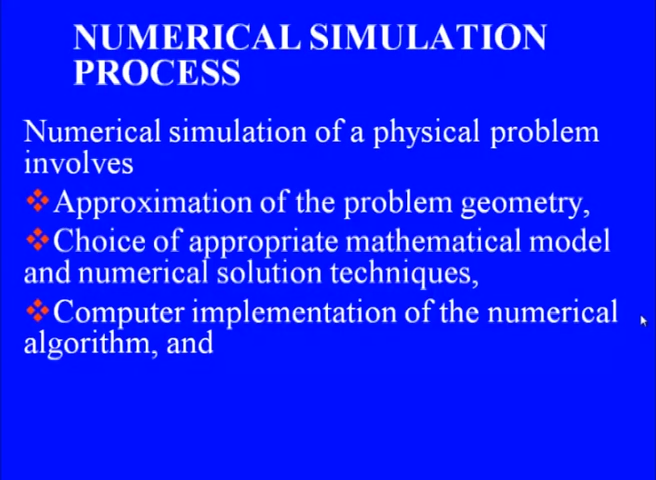 NUMERICAL SIMULATION
PROCESS
Numerical simulation of a physical problem
involves
❖Approximation of the problem geometry,
❖Choice of appropriate mathematical model
and numerical solution techniques,
❖Computer implementation of the numerical
algorithm, and